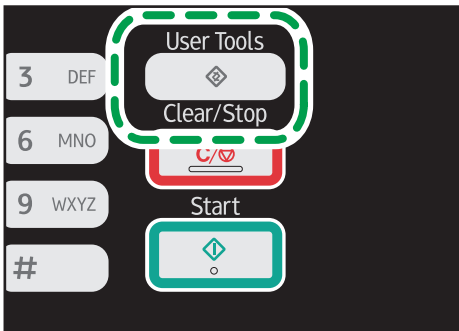 User Tools
3 DEF
Clear/Stop
6 MNO
C/
9 WXYZ
Start
#